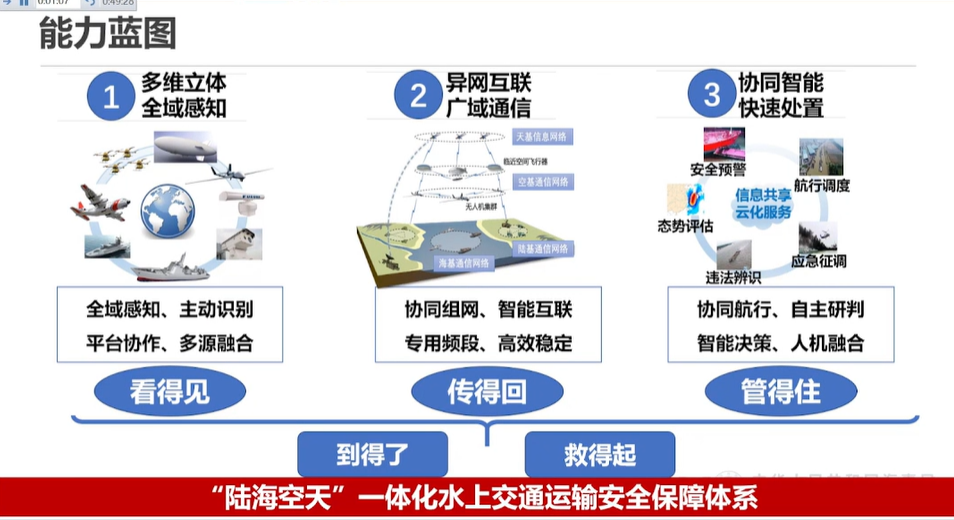 0:01:07
0:49:28
能力蓝图
1
多维立体
全域感知
全域感知、主动识别
平台协作、多源融合
看得见
2
异网互联
广域通信
天基信息网络
临近空间飞行器
空基通信网络
无人机集群
陆基通信网络
海基通信网络
协同组网、智能互联
专用频段、高效稳定
传得回
3
协同智能
快速处置
安全预警
航行调度
信息共享
云化服务
态势评估
应急征调
违法辨识
协同航行、自主研判
智能决策、人机融合
管得住
到得了
救得起
“陆海空天”一体化水上交通运输安全保障体系